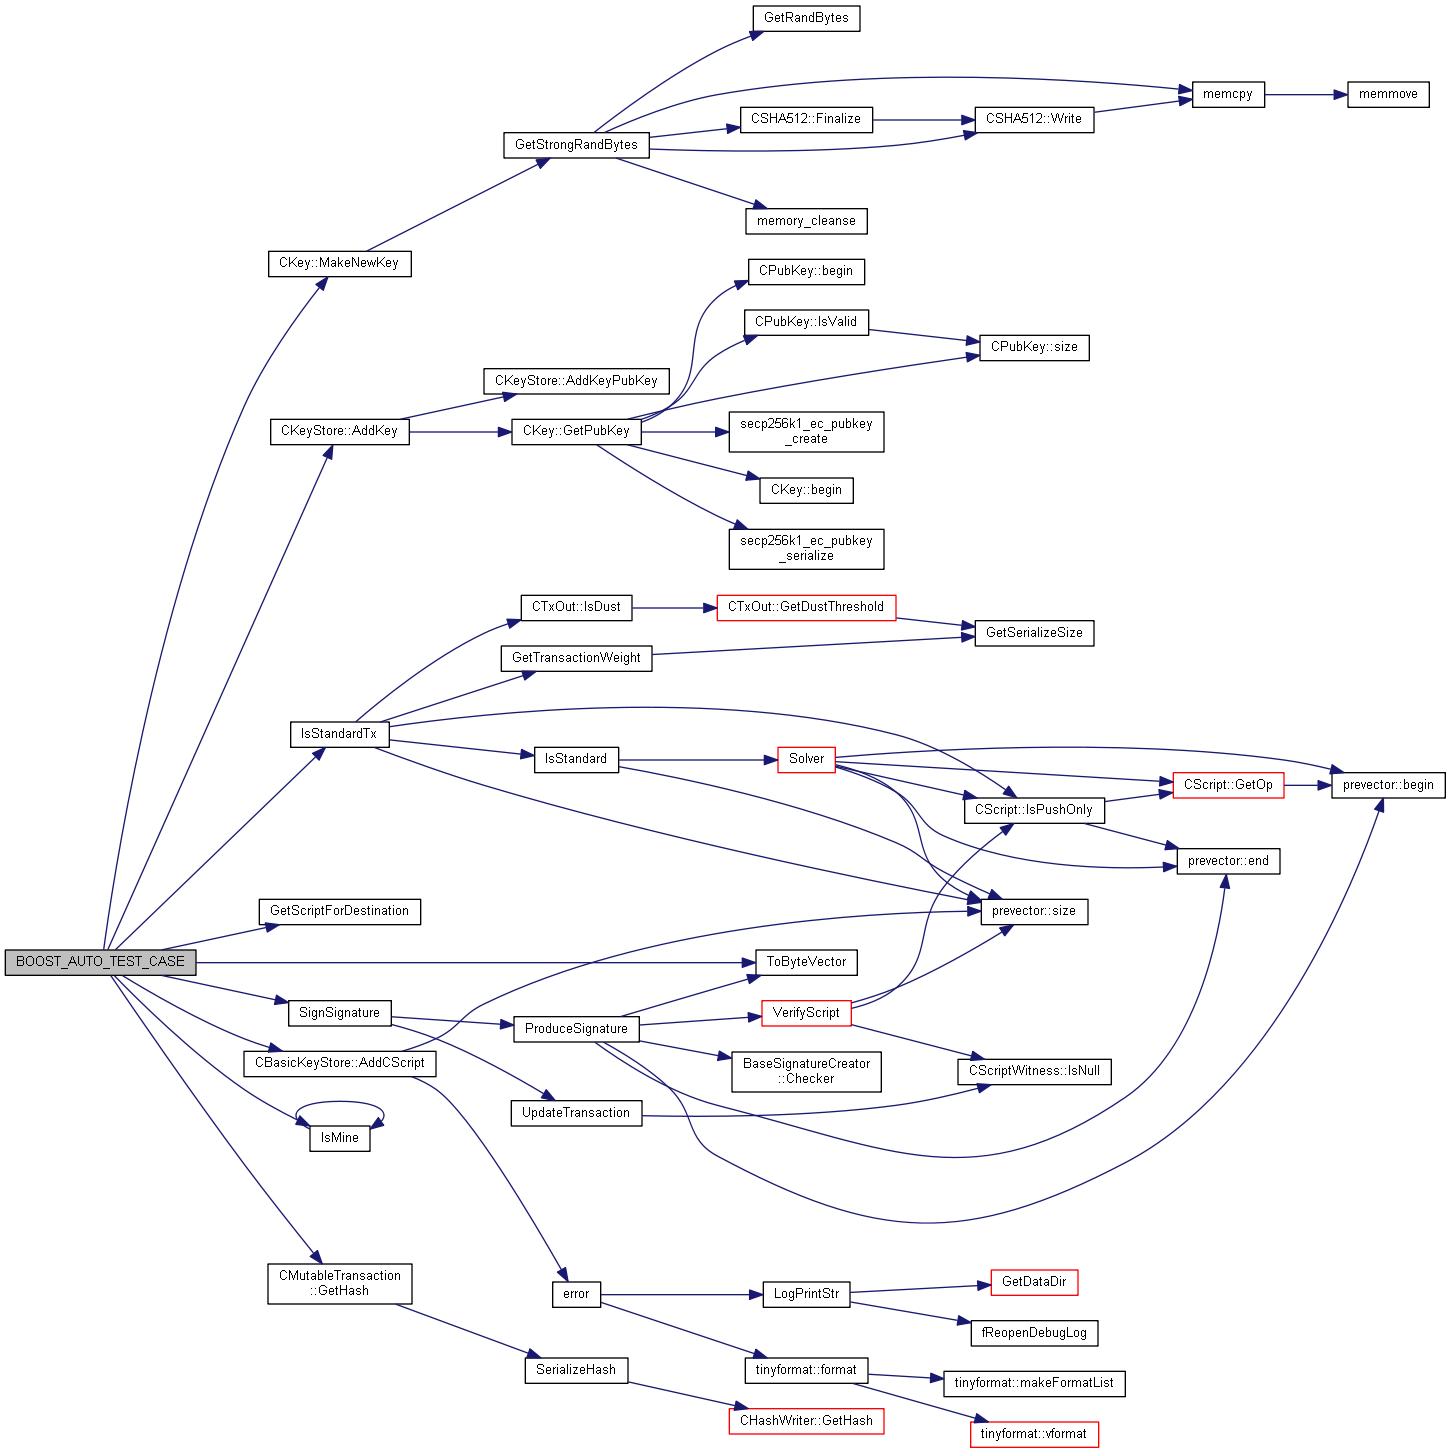 GetRandBytes
memcpy
memmove
CSHA512::Finalize
CSHA512::Write
GetStrongRandBytes
memory_cleanse
CKey::MakeNewKey
CPubKey::begin
CPubKey::IsValid
CPubKey::size
CKeyStore::AddKeyPubKey
CKeyStore::AddKey
CKey::GetPubKey
secp256k1_ec_pubkey
_create
CKey::begin
secp256k1_ec_pubkey
_serialize
CTxOut::IsDust
CTxOut::GetDustThreshold
GetSerializeSize
GetTransactionWeight
IsStandardTx
IsStandard
Solver
CScript::GetOp
prevector::begin
CScript::IsPushOnly
prevector::end
GetScriptForDestination
prevector::size
BOOST_AUTO_TEST_CASE
ToByteVector
SignSignature
ProduceSignature
VerifyScript
CBasicKeyStore::AddCScript
BaseSignatureCreator
::Checker
CScriptWitness::IsNull
UpdateTransaction
IsMine
CMutableTransaction
::GetHash
error
LogPrintStr
GetDataDir
fReopenDebugLog
SerializeHash
tinyformat::format
tinyformat::makeFormatList
CHashWriter::GetHash
tinyformat::vformat